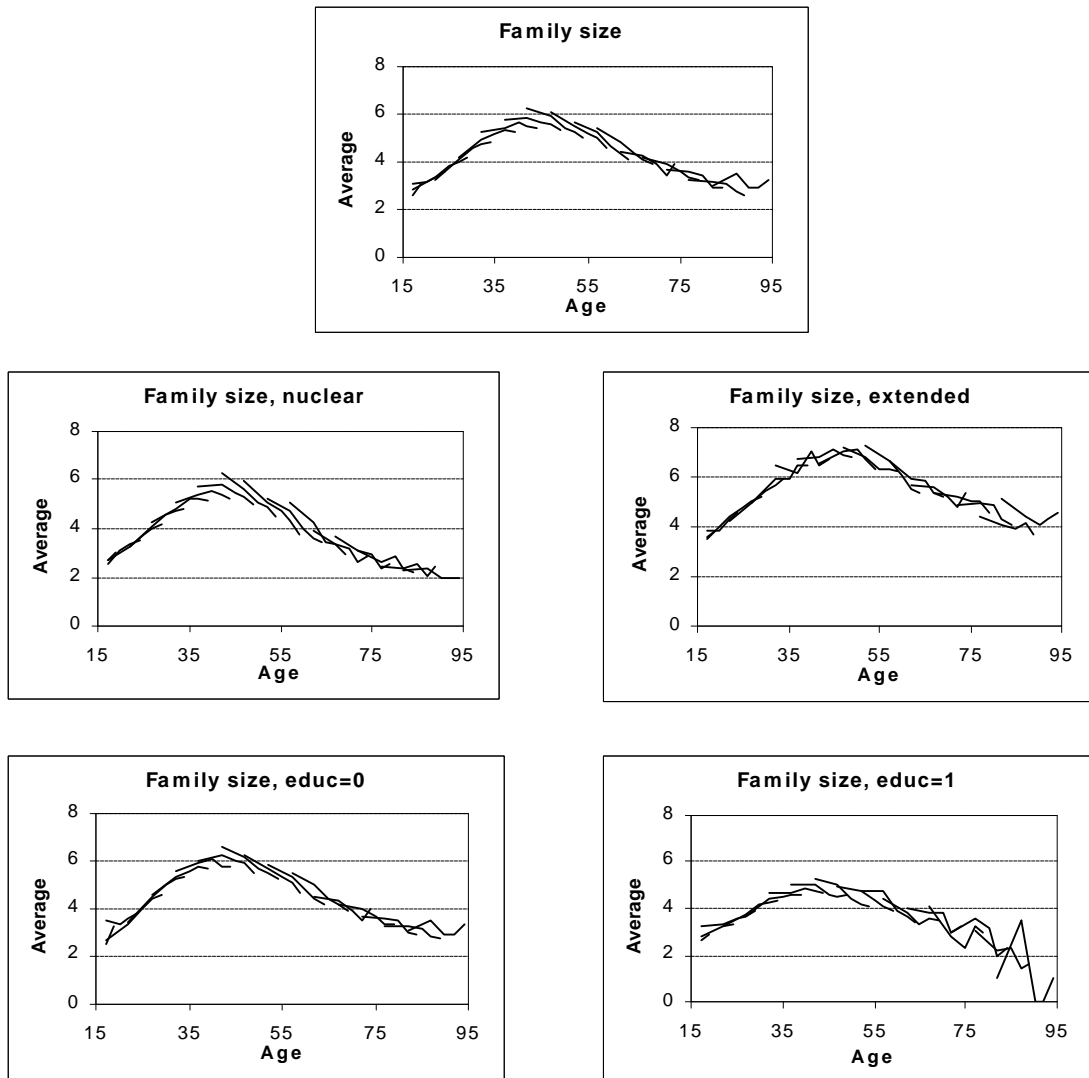 Family size
8
6
4
2
0
Average
15 35 55 75 95
Age
Family size, nuclear
8
6
4
2
0
Average
15 35 55 75 95
Age
Family size, extended
8
6
4
2
0
Average
15 35 55 75 95
Age
Family size, educ=0
8
6
4
2
0
Average
15 35 55 75 95
Age
Family size, educ=1
8
6
4
2
0
Average
15 35 55 75 95
Age